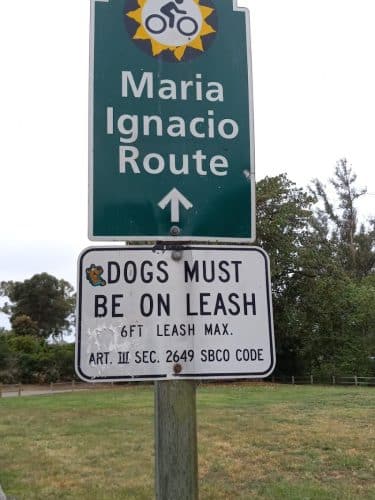 Maria
Ignacio
Route
DOGS MUST
BE ON LEASH
6FT LEASH MAX.
ART. III SEC. 2649 SBCO CODE